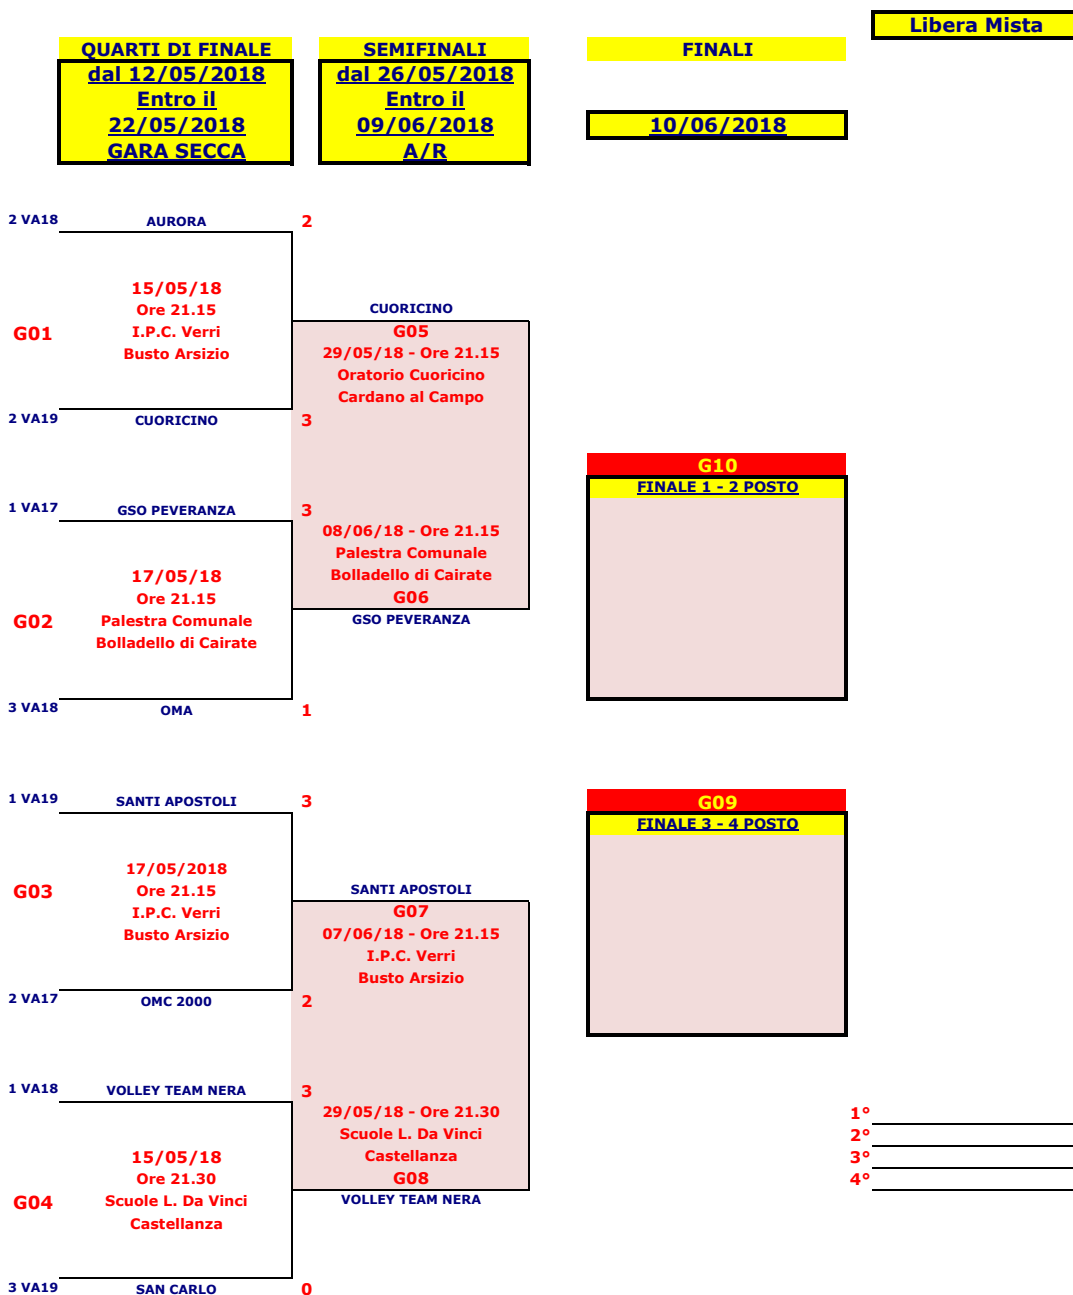 Libera Mista
QUARTI DI FINALE
dal 12/05/2018
Entro il
22/05/2018
GARA SECCA
SEMIFINALI
dal 26/05/2018
Entro il
09/06/2018
A/R
FINALI
10/06/2018
2 VA18
AURORA
2
G01
15/05/18
Ore 21.15
I.P.C. Verri
Busto Arsizio
2 VA19
CUORICINO
3
1 VA17
GSO PEVERANZA
3
G02
17/05/18
Ore 21.15
Palestra Comunale
Bolladello di Cairate
3 VA18
OMA
1
CUORICINO
G05
29/05/18 - Ore 21.15
Oratorio Cuoricino
Cardano al Campo
08/06/18 - Ore 21.15
Palestra Comunale
Bolladello di Cairate
G06
GSO PEVERANZA
G10
FINALE 1 - 2 POSTO
1 VA19
SANTI APOSTOLI
3
G03
17/05/2018
Ore 21.15
I.P.C. Verri
Busto Arsizio
2 VA17
OMC 2000
2
1 VA18
VOLLEY TEAM NERA
3
G04
15/05/18
Ore 21.30
Scuole L. Da Vinci
Castellanza
3 VA19
SAN CARLO
0
SANTI APOSTOLI
G07
07/06/18 - Ore 21.15
I.P.C. Verri
Busto Arsizio
29/05/18 - Ore 21.30
Scuole L. Da Vinci
Castellanza
G08
VOLLEY TEAM NERA
G09
FINALE 3 - 4 POSTO
1°
2°
3°
4°